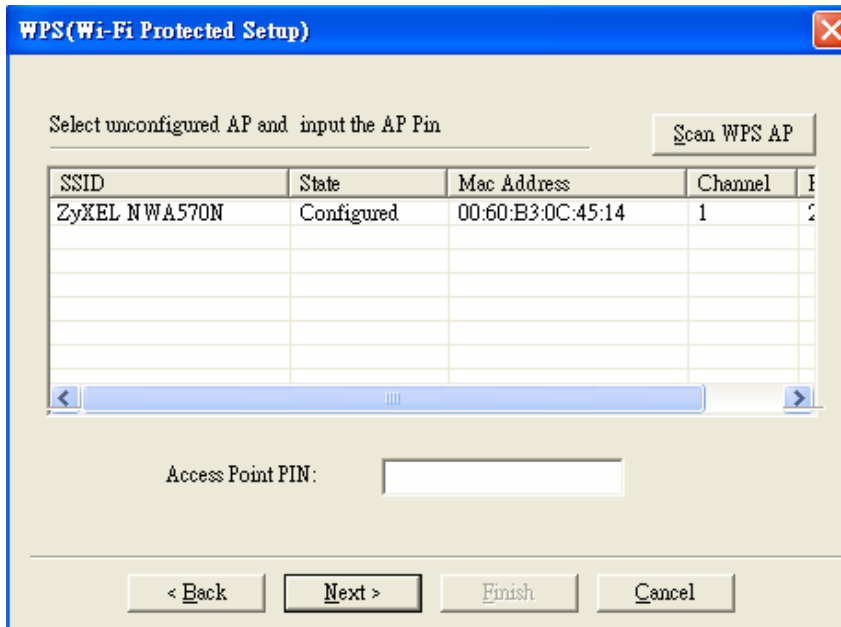 WPS(Wi-Fi Protected Setup)
Select unconfigured AP and input the AP Pin
Scan WPS AP
SSID State Mac Address Channel
ZyXEL NWA570N Configured 00:60:B3:0C:45:14 1
Access Point PIN:
< Back Next > Finish Cancel